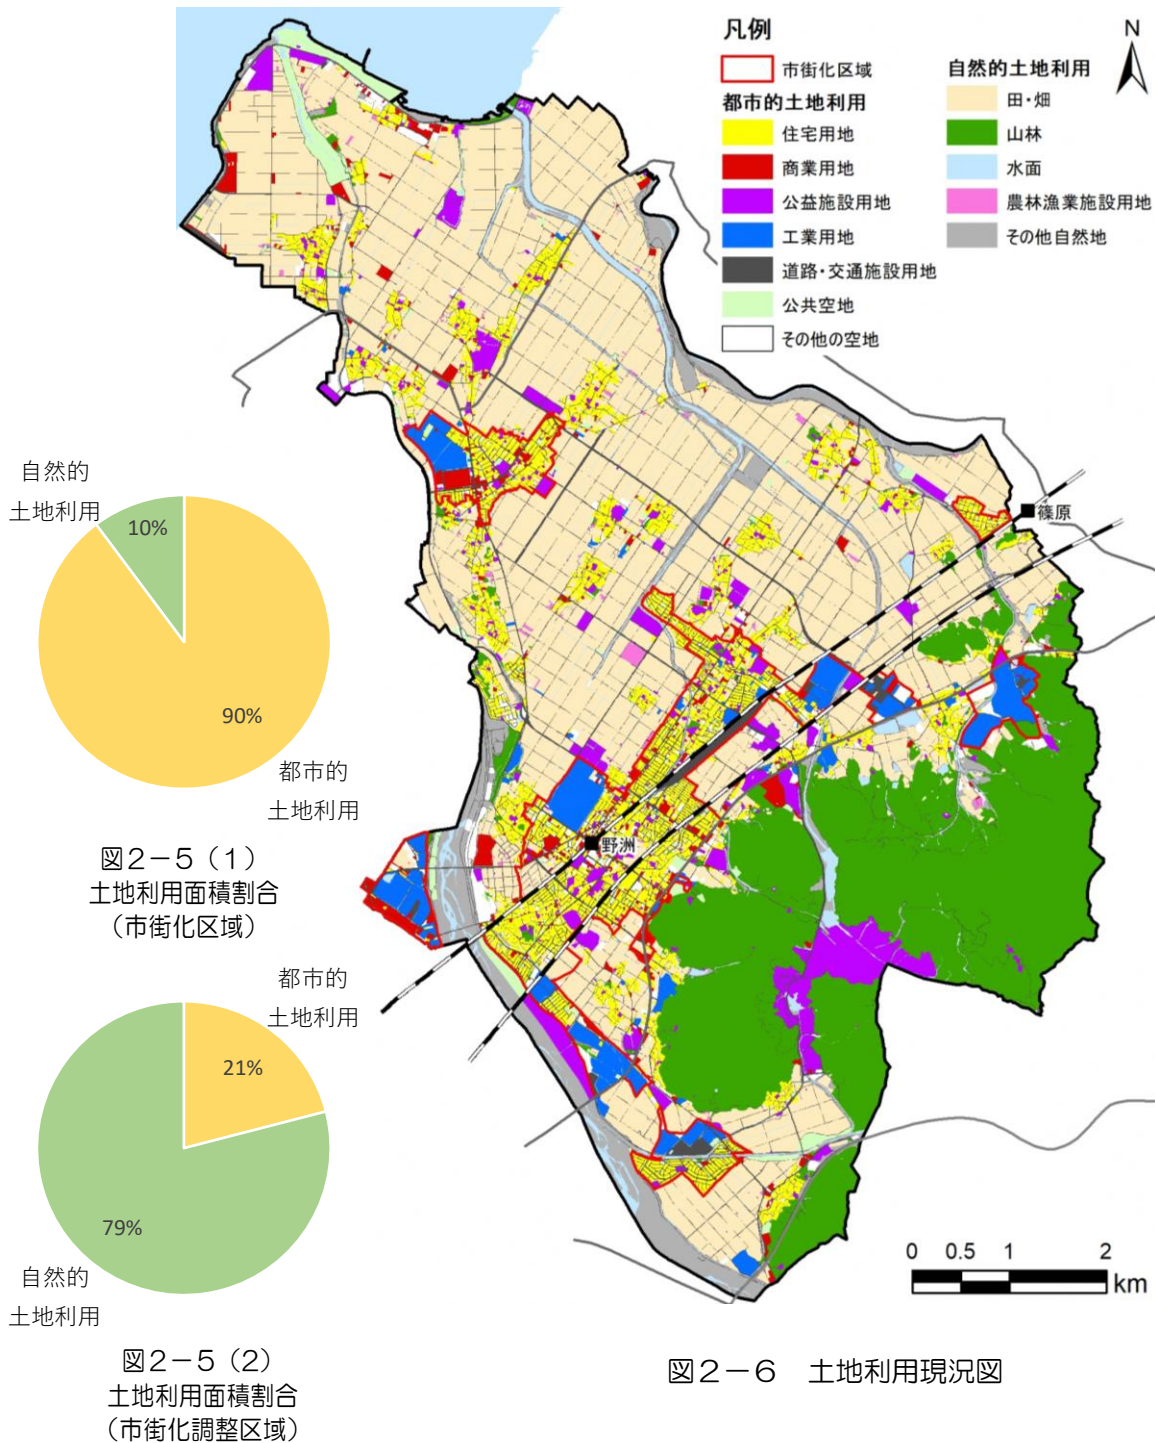 凡例
市街化区域
都市的土地利用
住宅用地
商業用地
公益施設用地
工業用地
道路・交通施設用地
公共空地
その他の空地
自然的土地利用
田・畑
山林
水面
農林漁業施設用地
その他自然地
N
篠原
野洲
自然的
土地利用
10%
90%
都市的
土地利用
図2-5(1)
土地利用面積割合
(市街化区域)
都市的
土地利用
21%
79%
自然的
土地利用
図2-5(2)
土地利用面積割合
(市街化調整区域)
0 0.5 1 2
km
図2-6 土地利用現況図